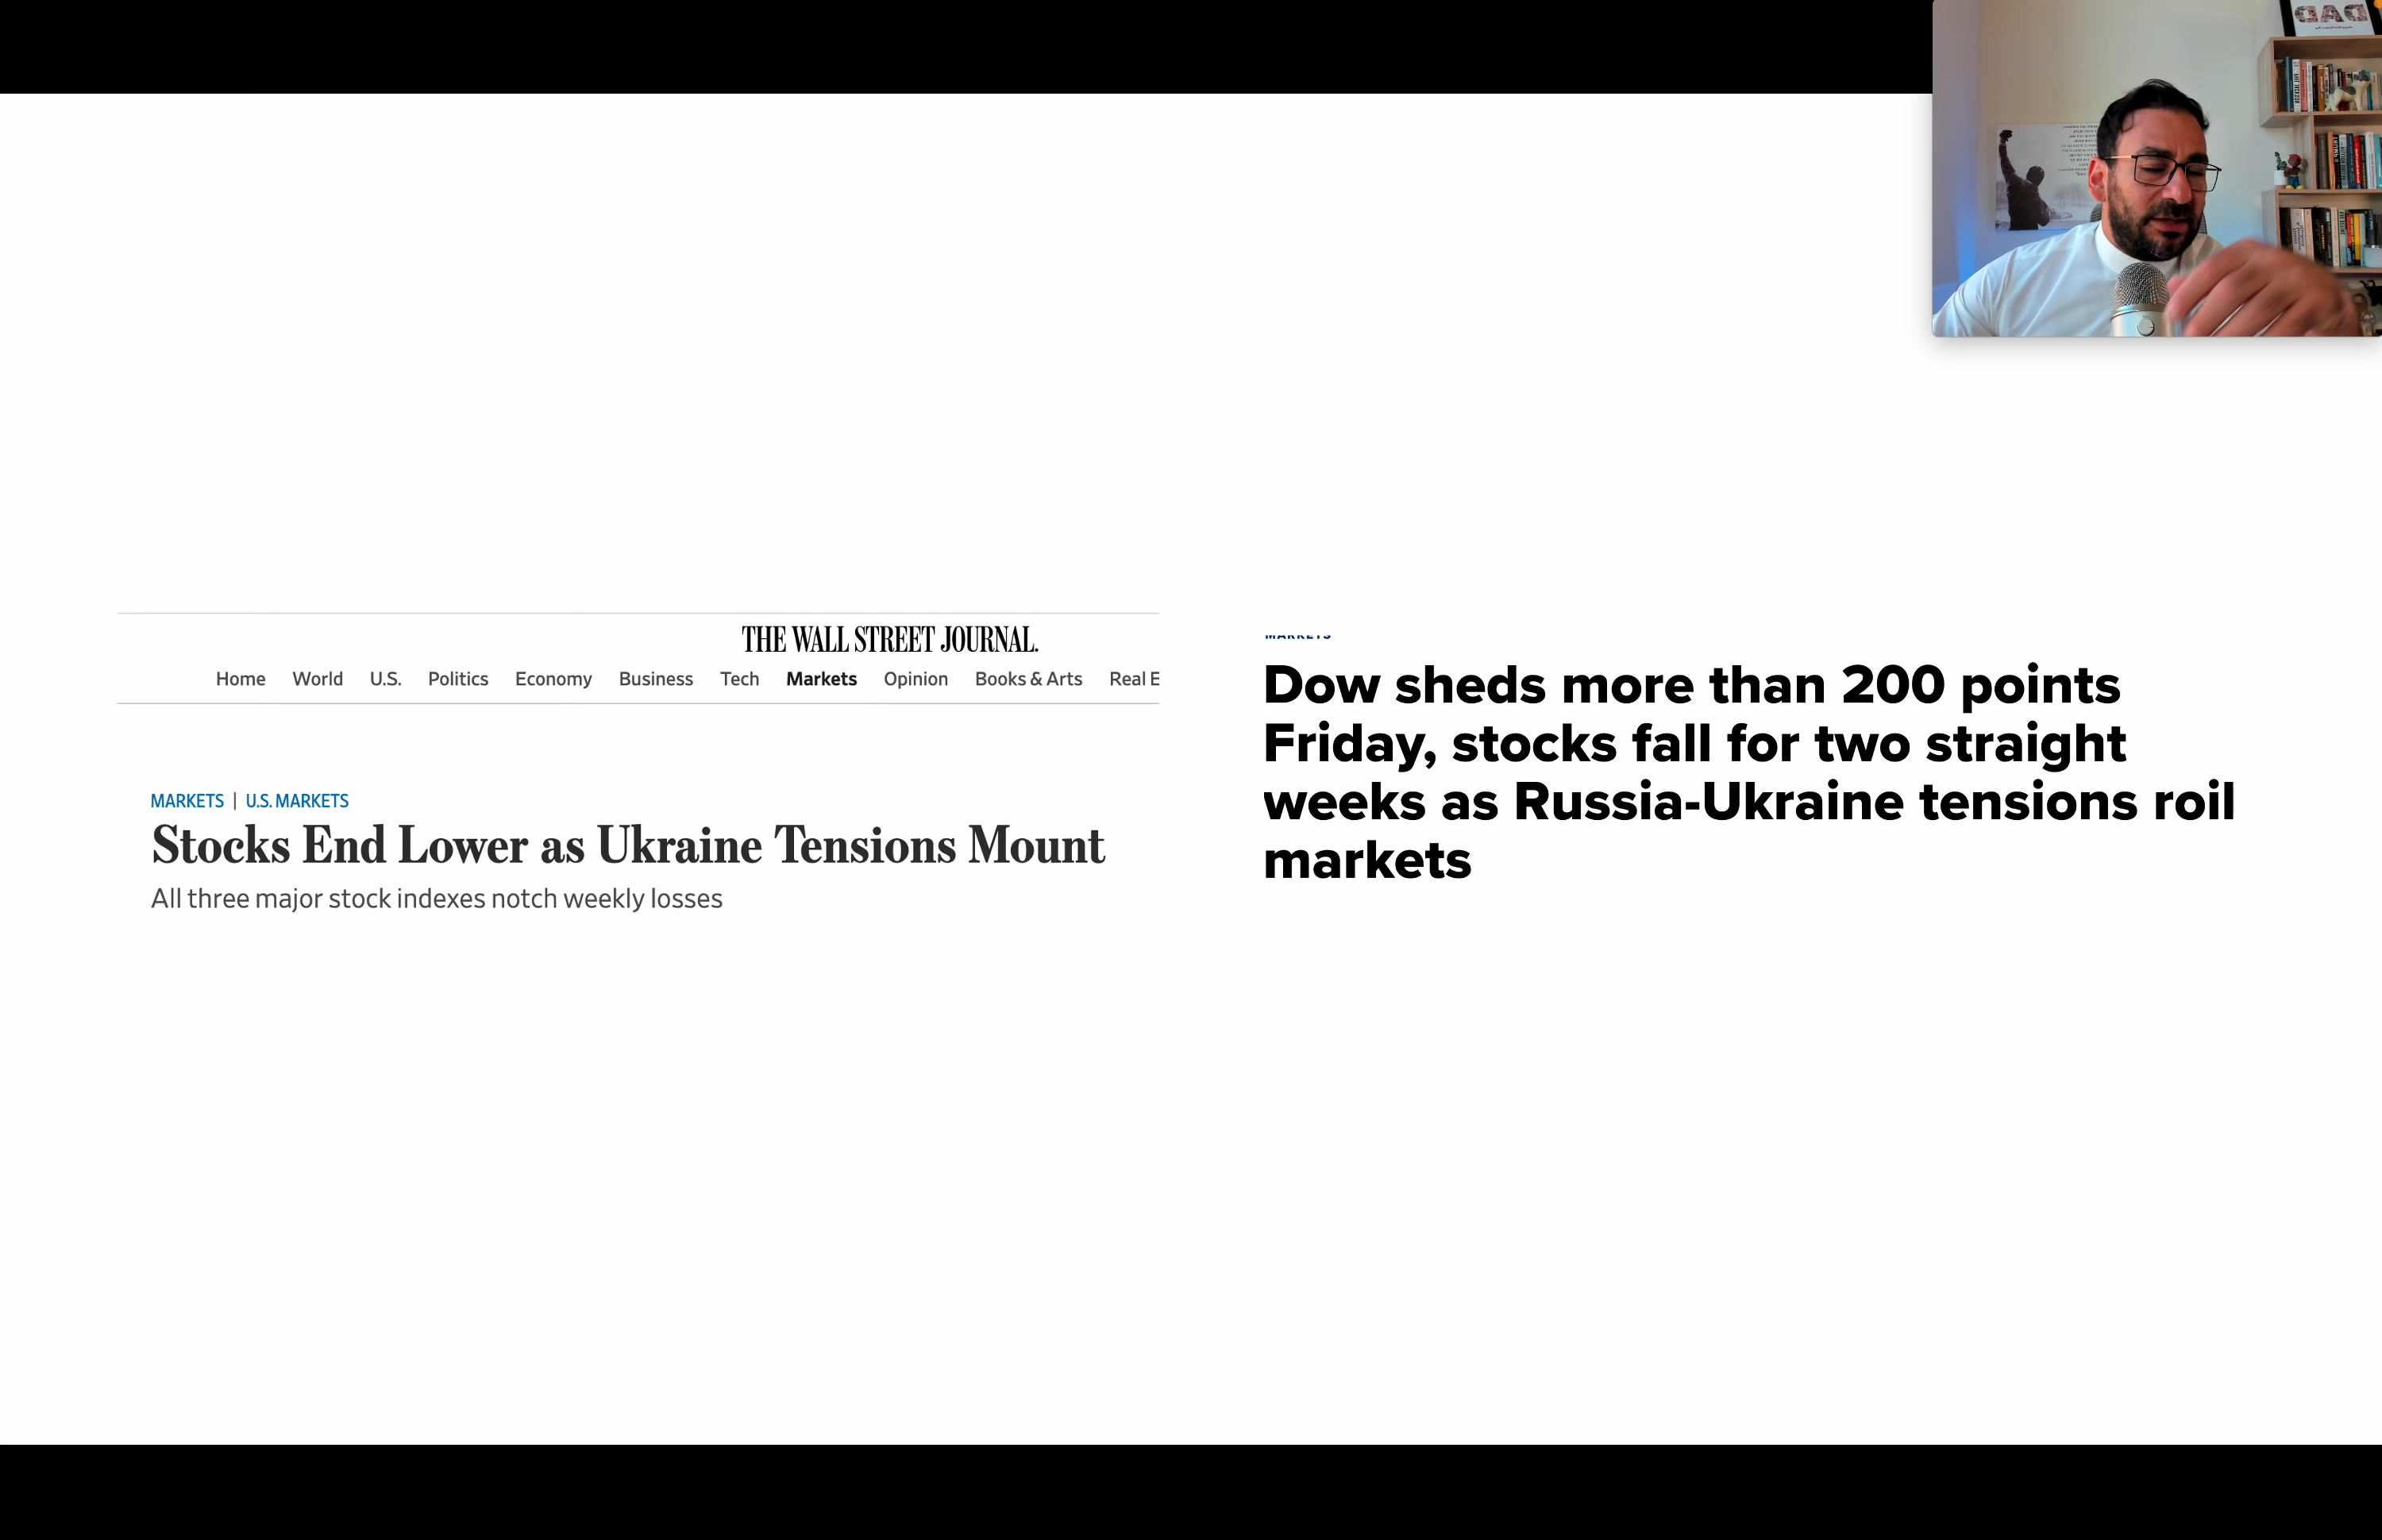 THE WALL STREET JOURNAL.
Home World U.S. Politics Economy Business Tech Markets Opinion Books & Arts Real E
MARKETS | U.S. MARKETS
Stocks End Lower as Ukraine Tensions Mount
All three major stock indexes notch weekly losses
MARKETS
Dow sheds more than 200 points
Friday, stocks fall for two straight
weeks as Russia-Ukraine tensions roil
markets
DAD